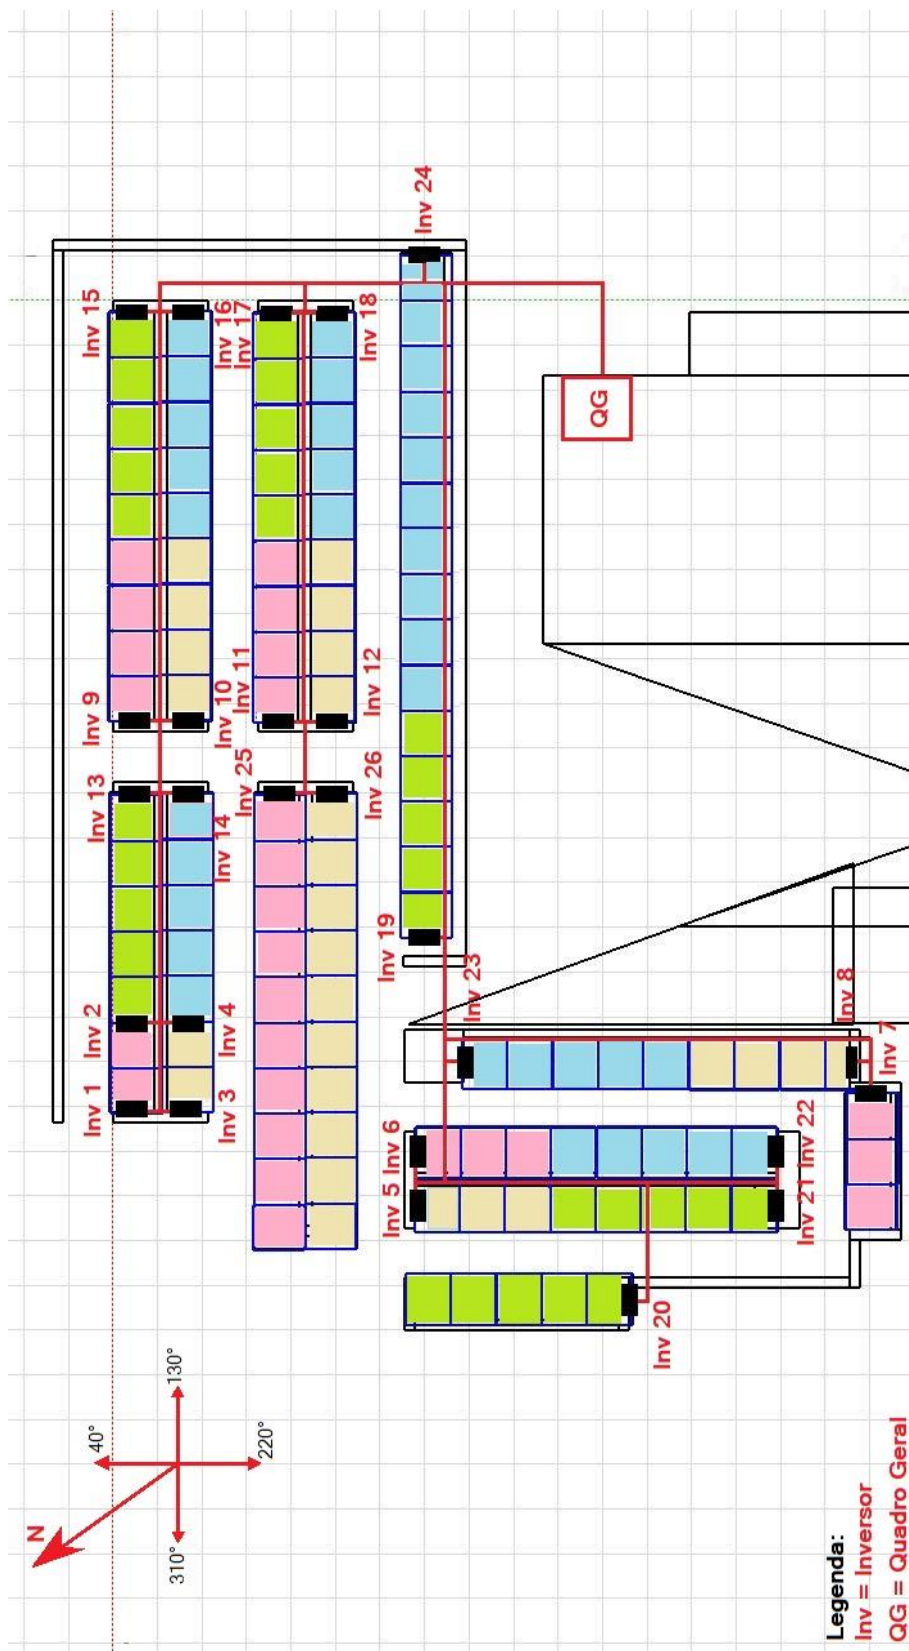 Inv 24
Inv 15
Inv 16
Inv 17
Inv 18
QG
Inv 9
Inv 10
Inv 11
Inv 12
Inv 13
Inv 14
Inv 25
Inv 26
Inv 19
Inv 23
Inv 2
Inv 4
Inv 1
Inv 3
Inv 8
Inv 7
Inv 5
Inv 6
Inv 21
Inv 22
Inv 20
N
40°
130°
220°
310°
Legenda:
Inv = Inversor
QG = Quadro Geral